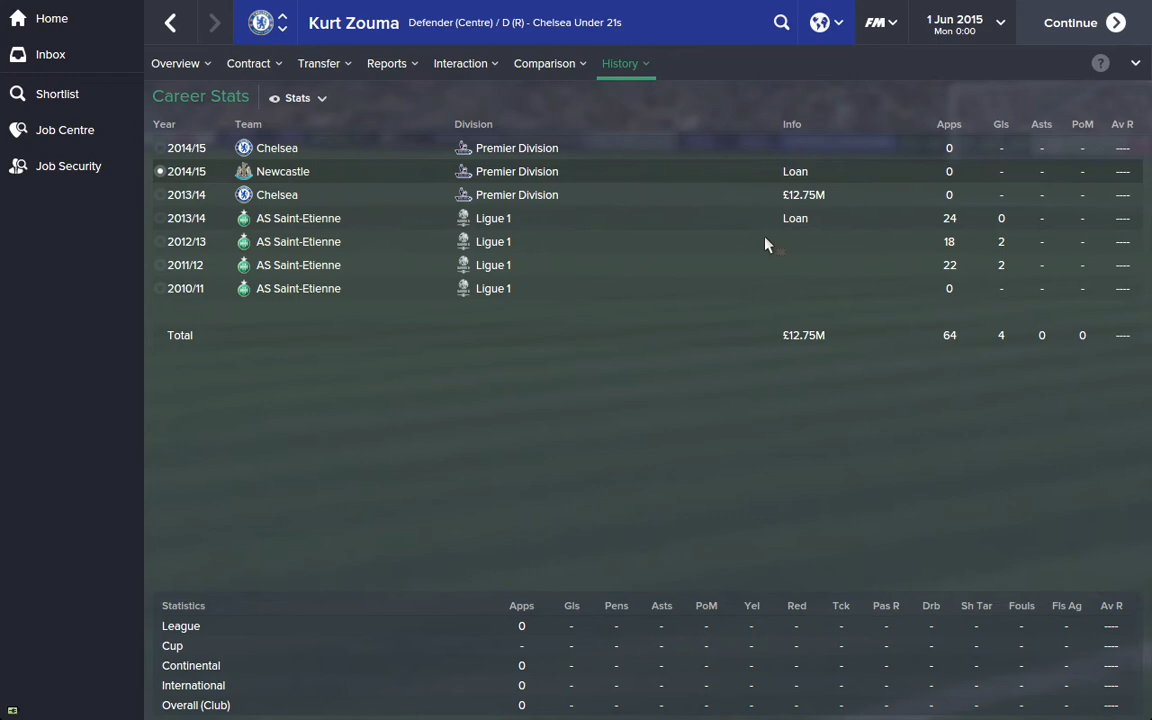 Home
Inbox
Shortlist
Job Centre
Job Security
Kurt Zouma Defender (Centre) / D (R) - Chelsea Under 21s
FM
1 Jun 2015
Mon 0:00
Continue
Overview Contract Transfer Reports Interaction Comparison History ?
Career Stats Stats
Year Team Division Info Apps Gls Asts PoM Av R
2014/15 Chelsea Premier Division 0 - - - ----
2014/15 Newcastle Premier Division Loan 0 - - - ----
2013/14 Chelsea Premier Division £12.75M 0 - - - ----
2013/14 AS Saint-Etienne Ligue 1 Loan 24 0 - - ----
2012/13 AS Saint-Etienne Ligue 1 18 2 - - ----
2011/12 AS Saint-Etienne Ligue 1 22 2 - - ----
2010/11 AS Saint-Etienne Ligue 1 0 - - - ----
Total £12.75M 64 4 0 0 ----
Statistics Apps Gls Pens Asts PoM Yel Red Tck Pas R Drb Sh Tar Fouls Fls Ag Av R
League 0 - - - - - - - - - - - - ----
Cup - - - - - - - - - - - - - ----
Continental 0 - - - - - - - - - - - - ----
International 0 - - - - - - - - - - - - ----
Overall (Club) 0 - - - - - - - - - - - - ----